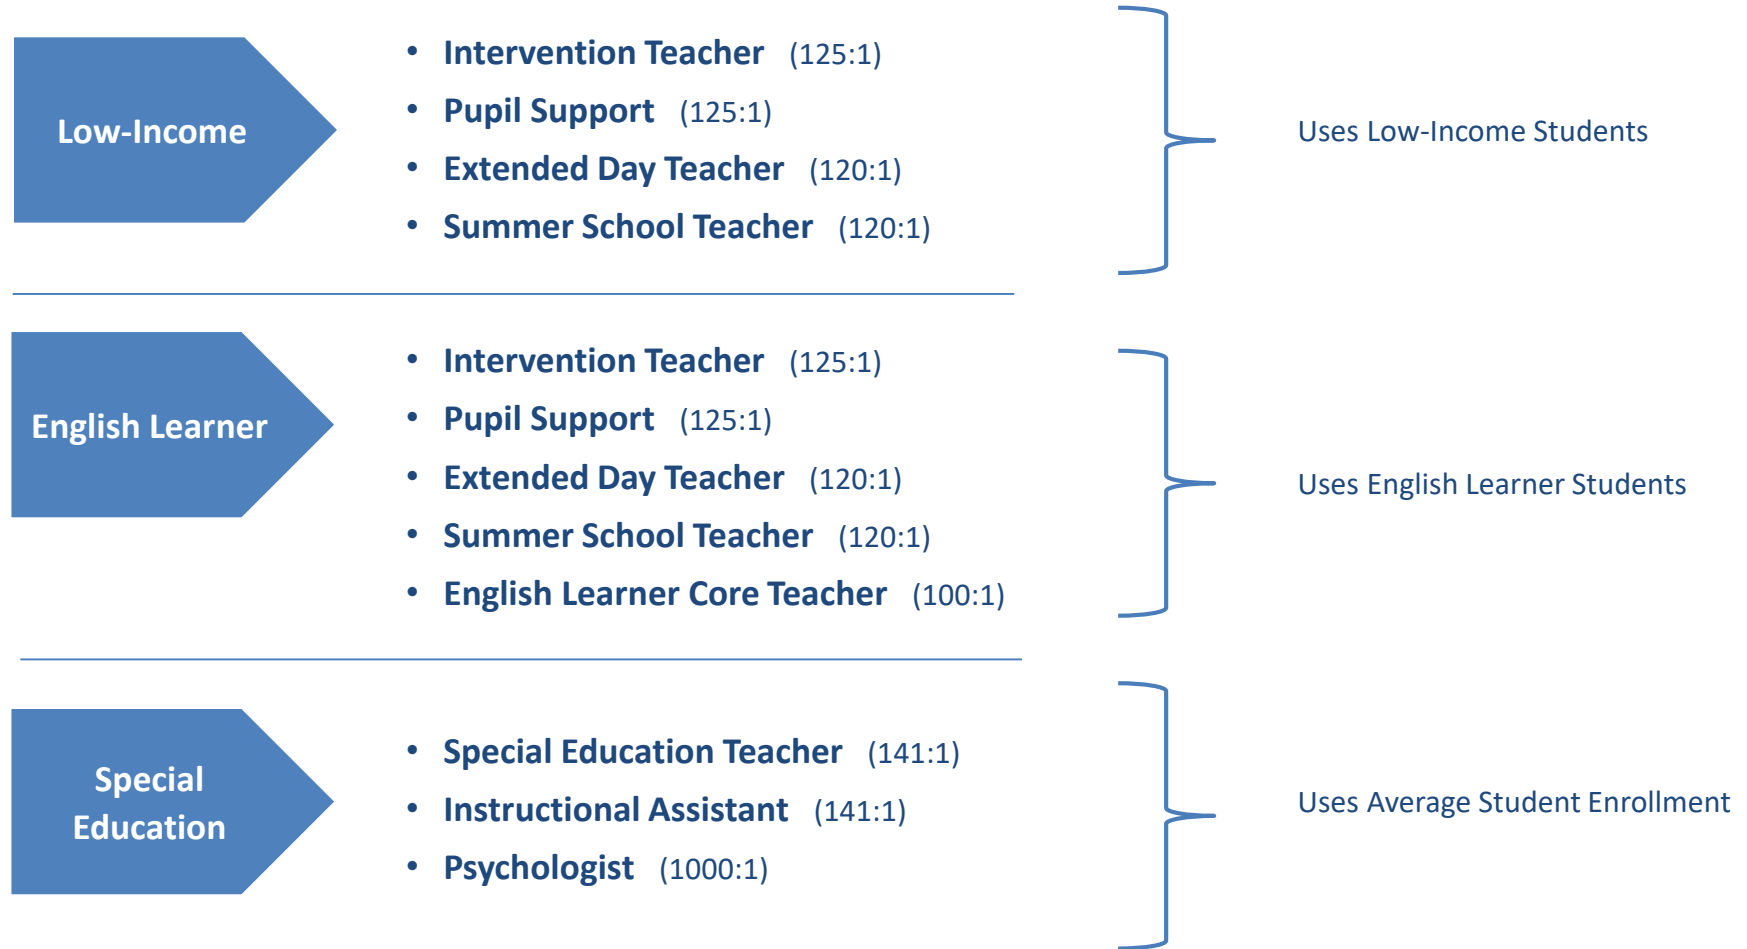 Low-Income
• Intervention Teacher (125:1)
• Pupil Support (125:1)
• Extended Day Teacher (120:1)
• Summer School Teacher (120:1)
Uses Low-Income Students
English Learner
• Intervention Teacher (125:1)
• Pupil Support (125:1)
• Extended Day Teacher (120:1)
• Summer School Teacher (120:1)
• English Learner Core Teacher (100:1)
Uses English Learner Students
Special
Education
• Special Education Teacher (141:1)
• Instructional Assistant (141:1)
• Psychologist (1000:1)
Uses Average Student Enrollment